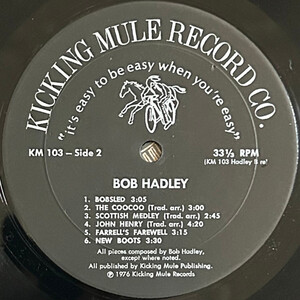 KICKING MULE RECORD CO.
"it's easy to be easy when you're easy"
KM 103 – Side 2
33⅓ RPM
(KM 103 Hadley B re)
BOB HADLEY
1. BOBSLED 3:05
2. THE COOCOO (Trad. arr.) 3:00
3. SCOTTISH MEDLEY (Trad. arr.) 2:45
4. JOHN HENRY (Trad. arr.) 4:20
5. FARRELL'S FAREWELL 3:15
6. NEW BOOTS 3:30
All pieces composed by Bob Hadley,
except where noted.
All published by Kicking Mule Publishing.
℗ 1976 Kicking Mule Records